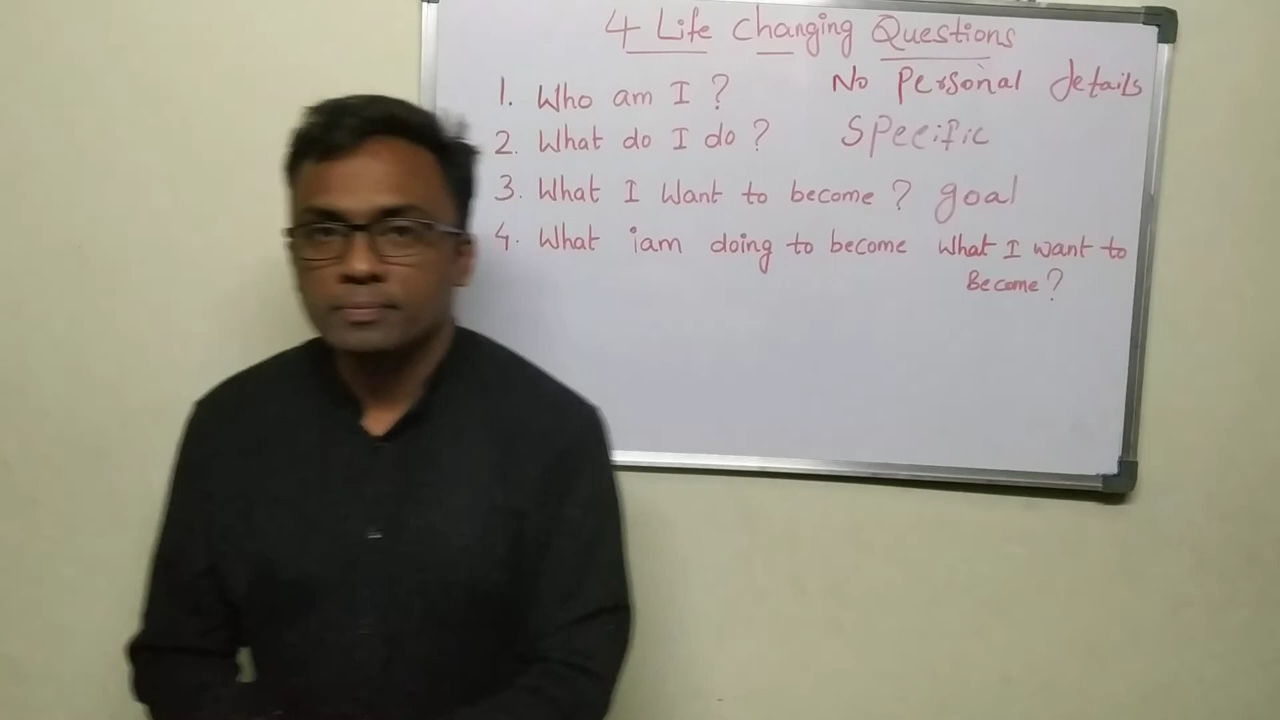 4 Life Changing Questions
1. Who am I ? No Personal details
2. What do I do ? Specific
3. What I Want to become ? goal
4. What iam doing to become What I want to
Become ?